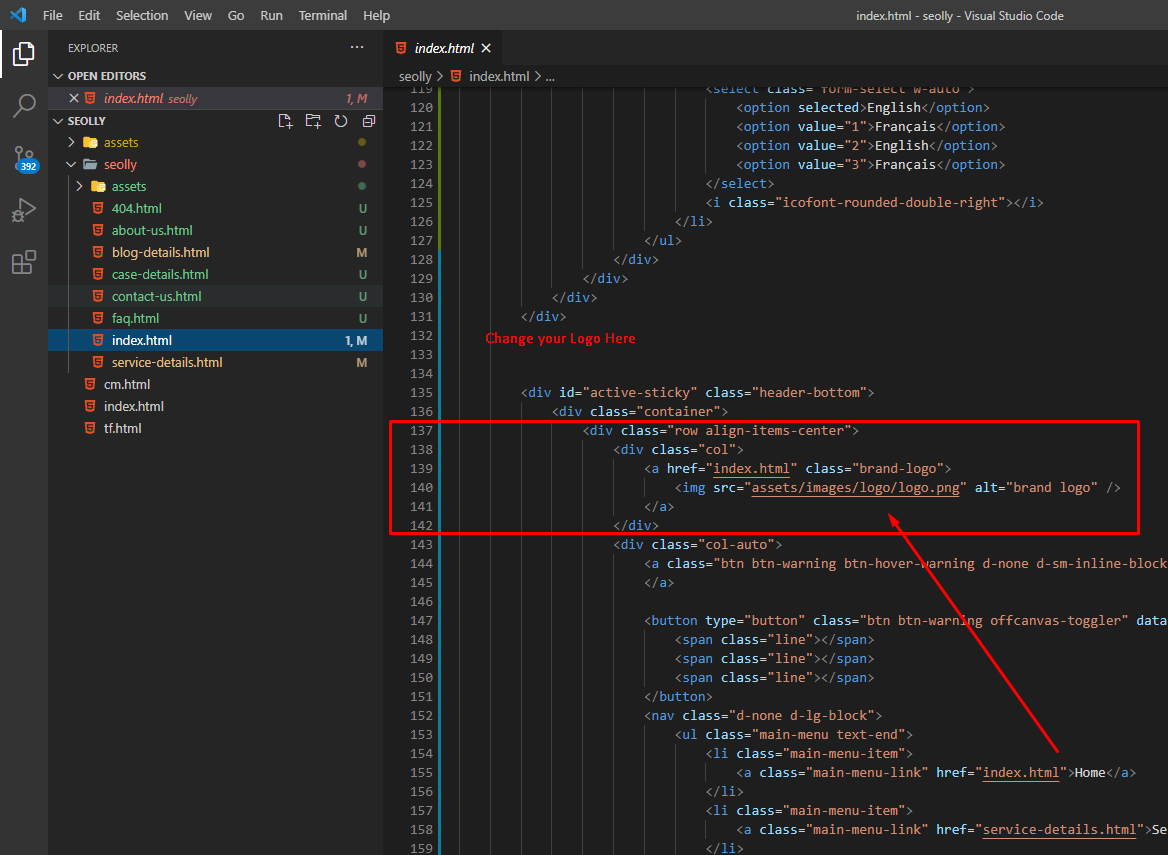 File Edit Selection View Go Run Terminal Help index.html - seolly - Visual Studio Code
EXPLORER ...
index.html ×
OPEN EDITORS
seolly > index.html > ...
× index.html seolly 1, M
SEOLLY
assets
seolly
assets
404.html U
about-us.html U
blog-details.html M
case-details.html U
contact-us.html U
faq.html U
index.html 1, M
service-details.html M
cm.html
index.html
tf.html
392
119 <select class="form-select w-auto">
120 <option selected>English</option>
121 <option value="1">Français</option>
122 <option value="2">English</option>
123 <option value="3">Français</option>
124 </select>
125 <i class="icofont-rounded-double-right"></i>
126 </li>
127 </ul>
128 </div>
129 </div>
130 </div>
131 </div>
132 Change your Logo Here
133
134
135 <div id="active-sticky" class="header-bottom">
136 <div class="container">
137 <div class="row align-items-center">
138 <div class="col">
139 <a href="index.html" class="brand-logo">
140 <img src="assets/images/logo/logo.png" alt="brand logo" />
141 </a>
142 </div>
143 <div class="col-auto">
144 <a class="btn btn-warning btn-hover-warning d-none d-sm-inline-block
145 </a>
146
147 <button type="button" class="btn btn-warning offcanvas-toggler" data
148 <span class="line"></span>
149 <span class="line"></span>
150 <span class="line"></span>
151 </button>
152 <nav class="d-none d-lg-block">
153 <ul class="main-menu text-end">
154 <li class="main-menu-item">
155 <a class="main-menu-link" href="index.html">Home</a>
156 </li>
157 <li class="main-menu-item">
158 <a class="main-menu-link" href="service-details.html">Se
159 </li>